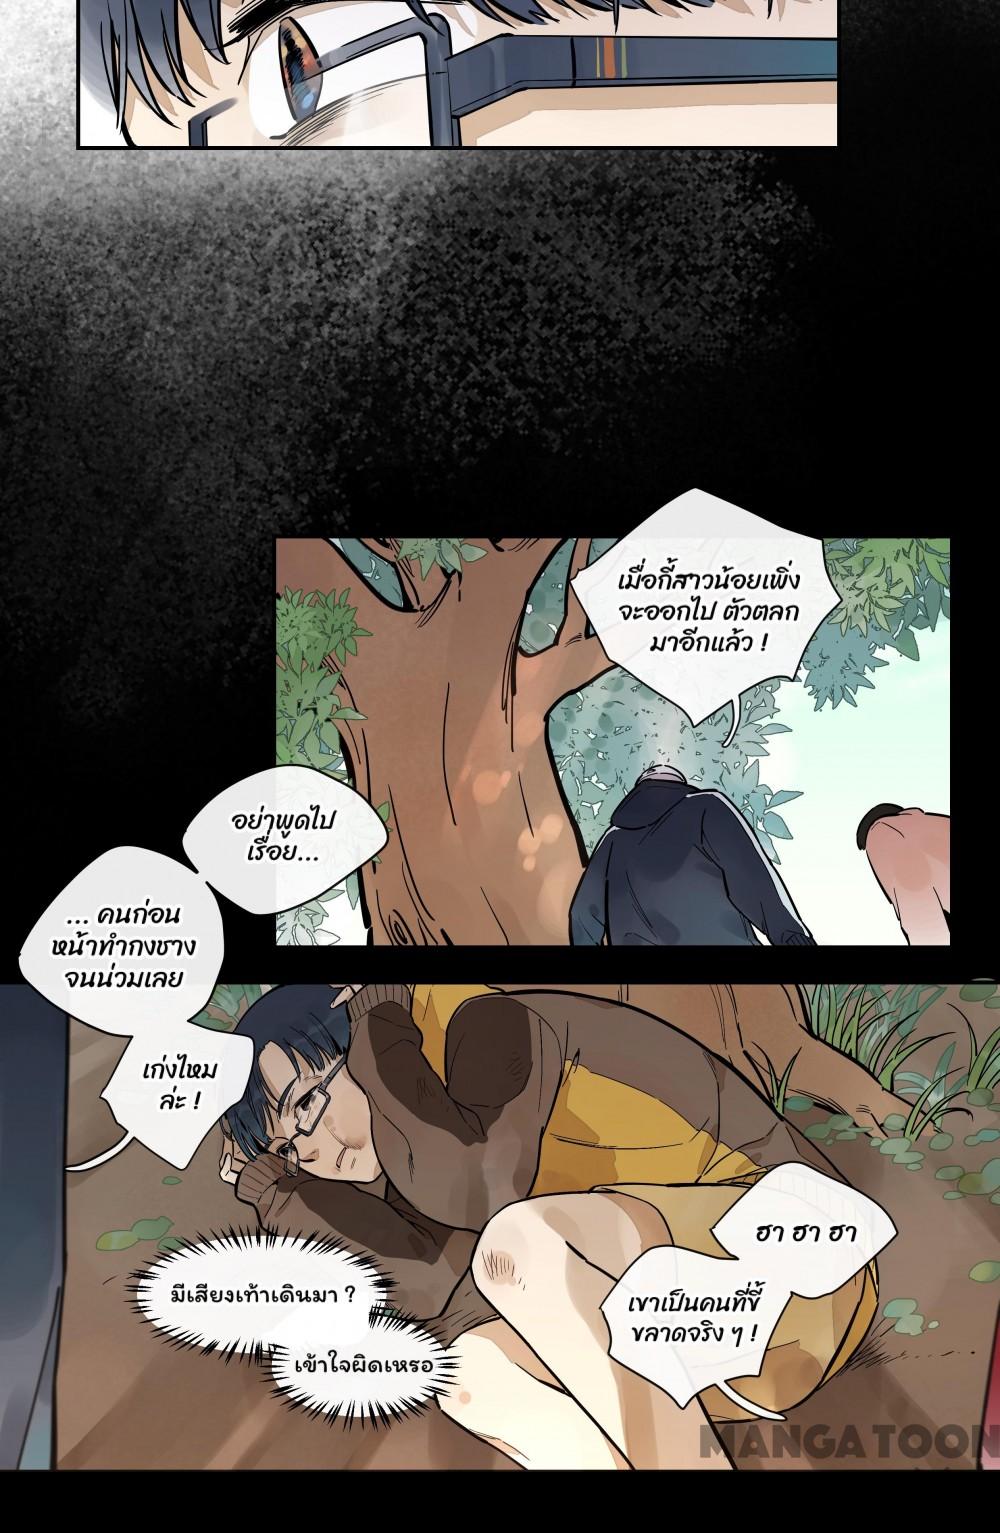 เมื่อกี้สาวน้อยเพิ่ง
จะออกไป ตัวตลก
มาอีกแล้ว !
อย่าพูดไป
เรื่อย...
... คนก่อน
หน้าทำกงชาง
จนน่วมเลย
เก่งไหม
ล่ะ !
ฮา ฮา ฮา
มีเสียงเท้าเดินมา ?
เขาเป็นคนที่ขี้
ขลาดจริง ๆ !
เข้าใจผิดเหรอ
MANGA TOON